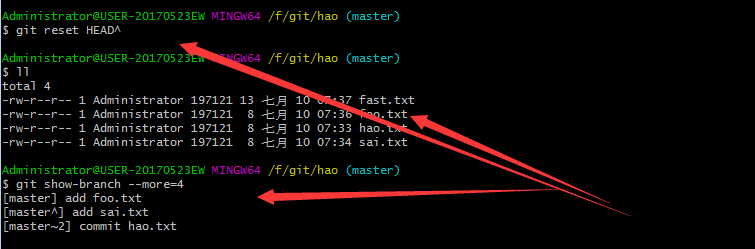 Administrator@USER-20170523EW MINGW64 /f/git/hao (master)
$ git reset HEAD^
Administrator@USER-20170523EW MINGW64 /f/git/hao (master)
$ ll
total 4
-rw-r--r-- 1 Administrator 197121 13 七月 10 07:37 fast.txt
-rw-r--r-- 1 Administrator 197121  8 七月 10 07:36 foo.txt
-rw-r--r-- 1 Administrator 197121  8 七月 10 07:33 hao.txt
-rw-r--r-- 1 Administrator 197121  8 七月 10 07:34 sai.txt
Administrator@USER-20170523EW MINGW64 /f/git/hao (master)
$ git show-branch --more=4
[master] add foo.txt
[master^] add sai.txt
[master~2] commit hao.txt